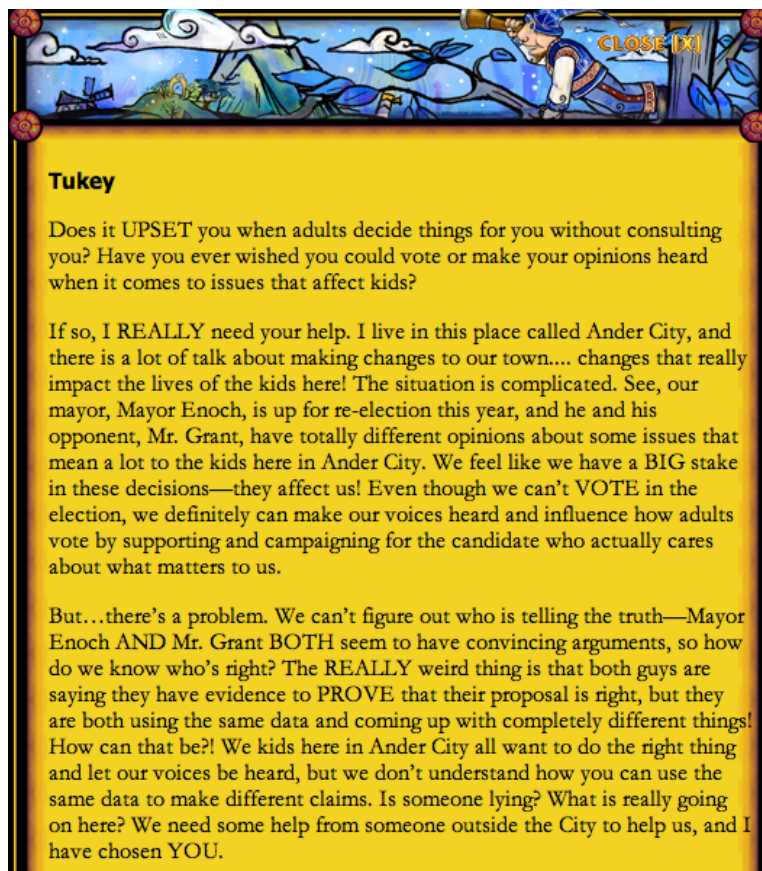 CLOSE [X]
Tukey
Does it UPSET you when adults decide things for you without consulting
you? Have you ever wished you could vote or make your opinions heard
when it comes to issues that affect kids?
If so, I REALLY need your help. I live in this place called Ander City, and
there is a lot of talk about making changes to our town.... changes that really
impact the lives of the kids here! The situation is complicated. See, our
mayor, Mayor Enoch, is up for re-election this year, and he and his
opponent, Mr. Grant, have totally different opinions about some issues that
mean a lot to the kids here in Ander City. We feel like we have a BIG stake
in these decisions—they affect us! Even though we can't VOTE in the
election, we definitely can make our voices heard and influence how adults
vote by supporting and campaigning for the candidate who actually cares
about what matters to us.
But…there's a problem. We can't figure out who is telling the truth—Mayor
Enoch AND Mr. Grant BOTH seem to have convincing arguments, so how
do we know who's right? The REALLY weird thing is that both guys are
saying they have evidence to PROVE that their proposal is right, but they
are both using the same data and coming up with completely different things!
How can that be?! We kids here in Ander City all want to do the right thing
and let our voices be heard, but we don't understand how you can use the
same data to make different claims. Is someone lying? What is really going
on here? We need some help from someone outside the City to help us, and I
have chosen YOU.